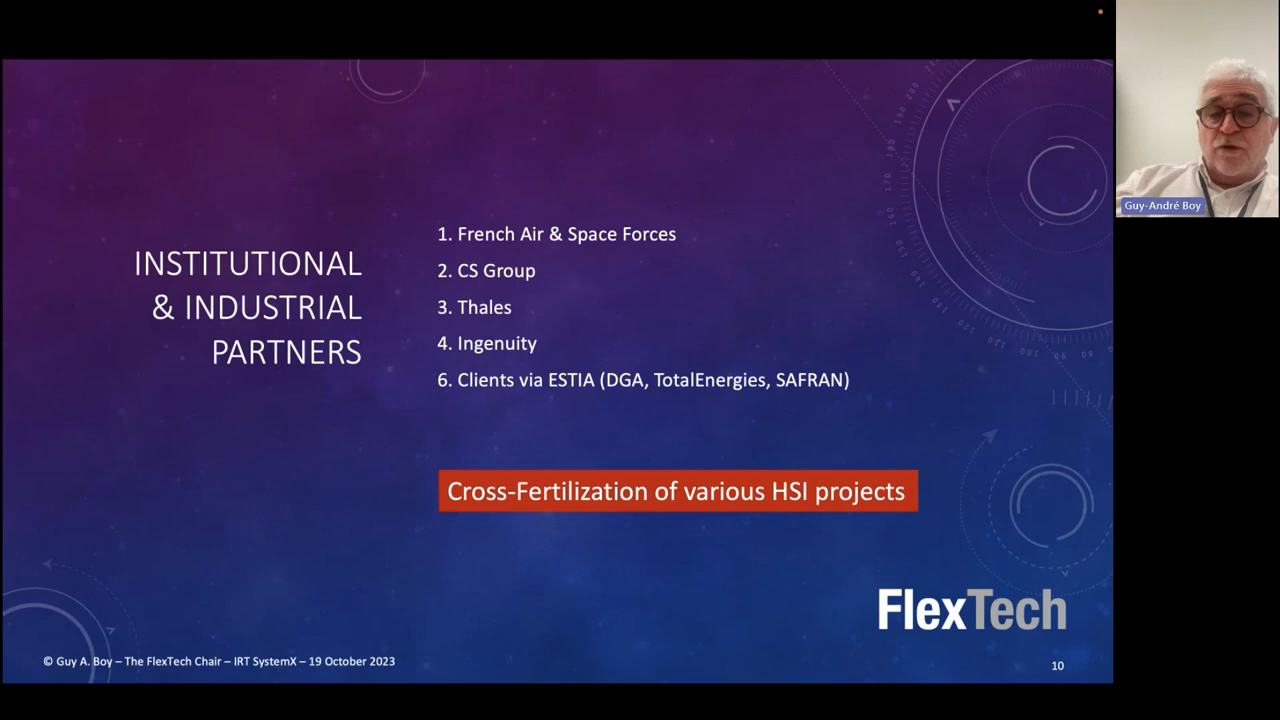 INSTITUTIONAL
& INDUSTRIAL
PARTNERS
1. French Air & Space Forces
2. CS Group
3. Thales
4. Ingenuity
6. Clients via ESTIA (DGA, TotalEnergies, SAFRAN)
Cross-Fertilization of various HSI projects
FlexTech
© Guy A. Boy – The FlexTech Chair – IRT SystemX – 19 October 2023
10
Guy-André Boy